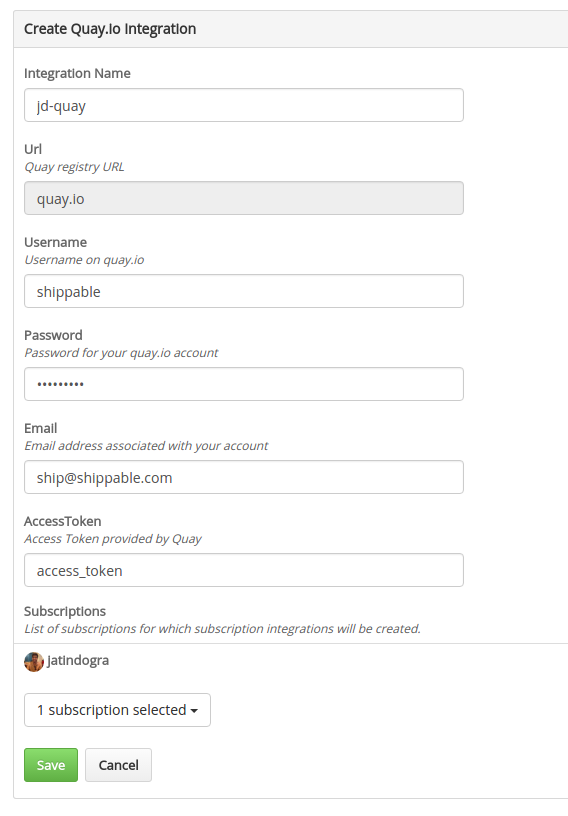 Create Quay.io Integration
Integration Name
jd-quay
Url
Quay registry URL
quay.io
Username
Username on quay.io
shippable
Password
Password for your quay.io account
•••••••••
Email
Email address associated with your account
ship@shippable.com
AccessToken
Access Token provided by Quay
access_token
Subscriptions
List of subscriptions for which subscription integrations will be created.
jatindogra
1 subscription selected
Save Cancel